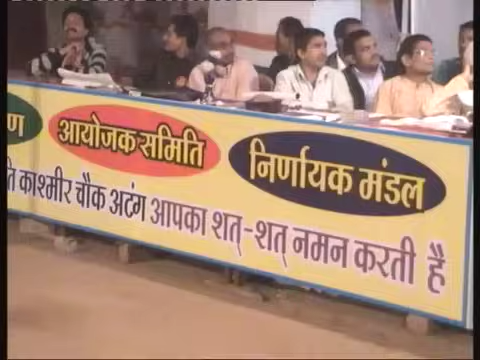 ण
आयोजक समिति
निर्णायक मंडल
ति काश्मीर चौक अटंग आपका शत्-शत् नमन करती है